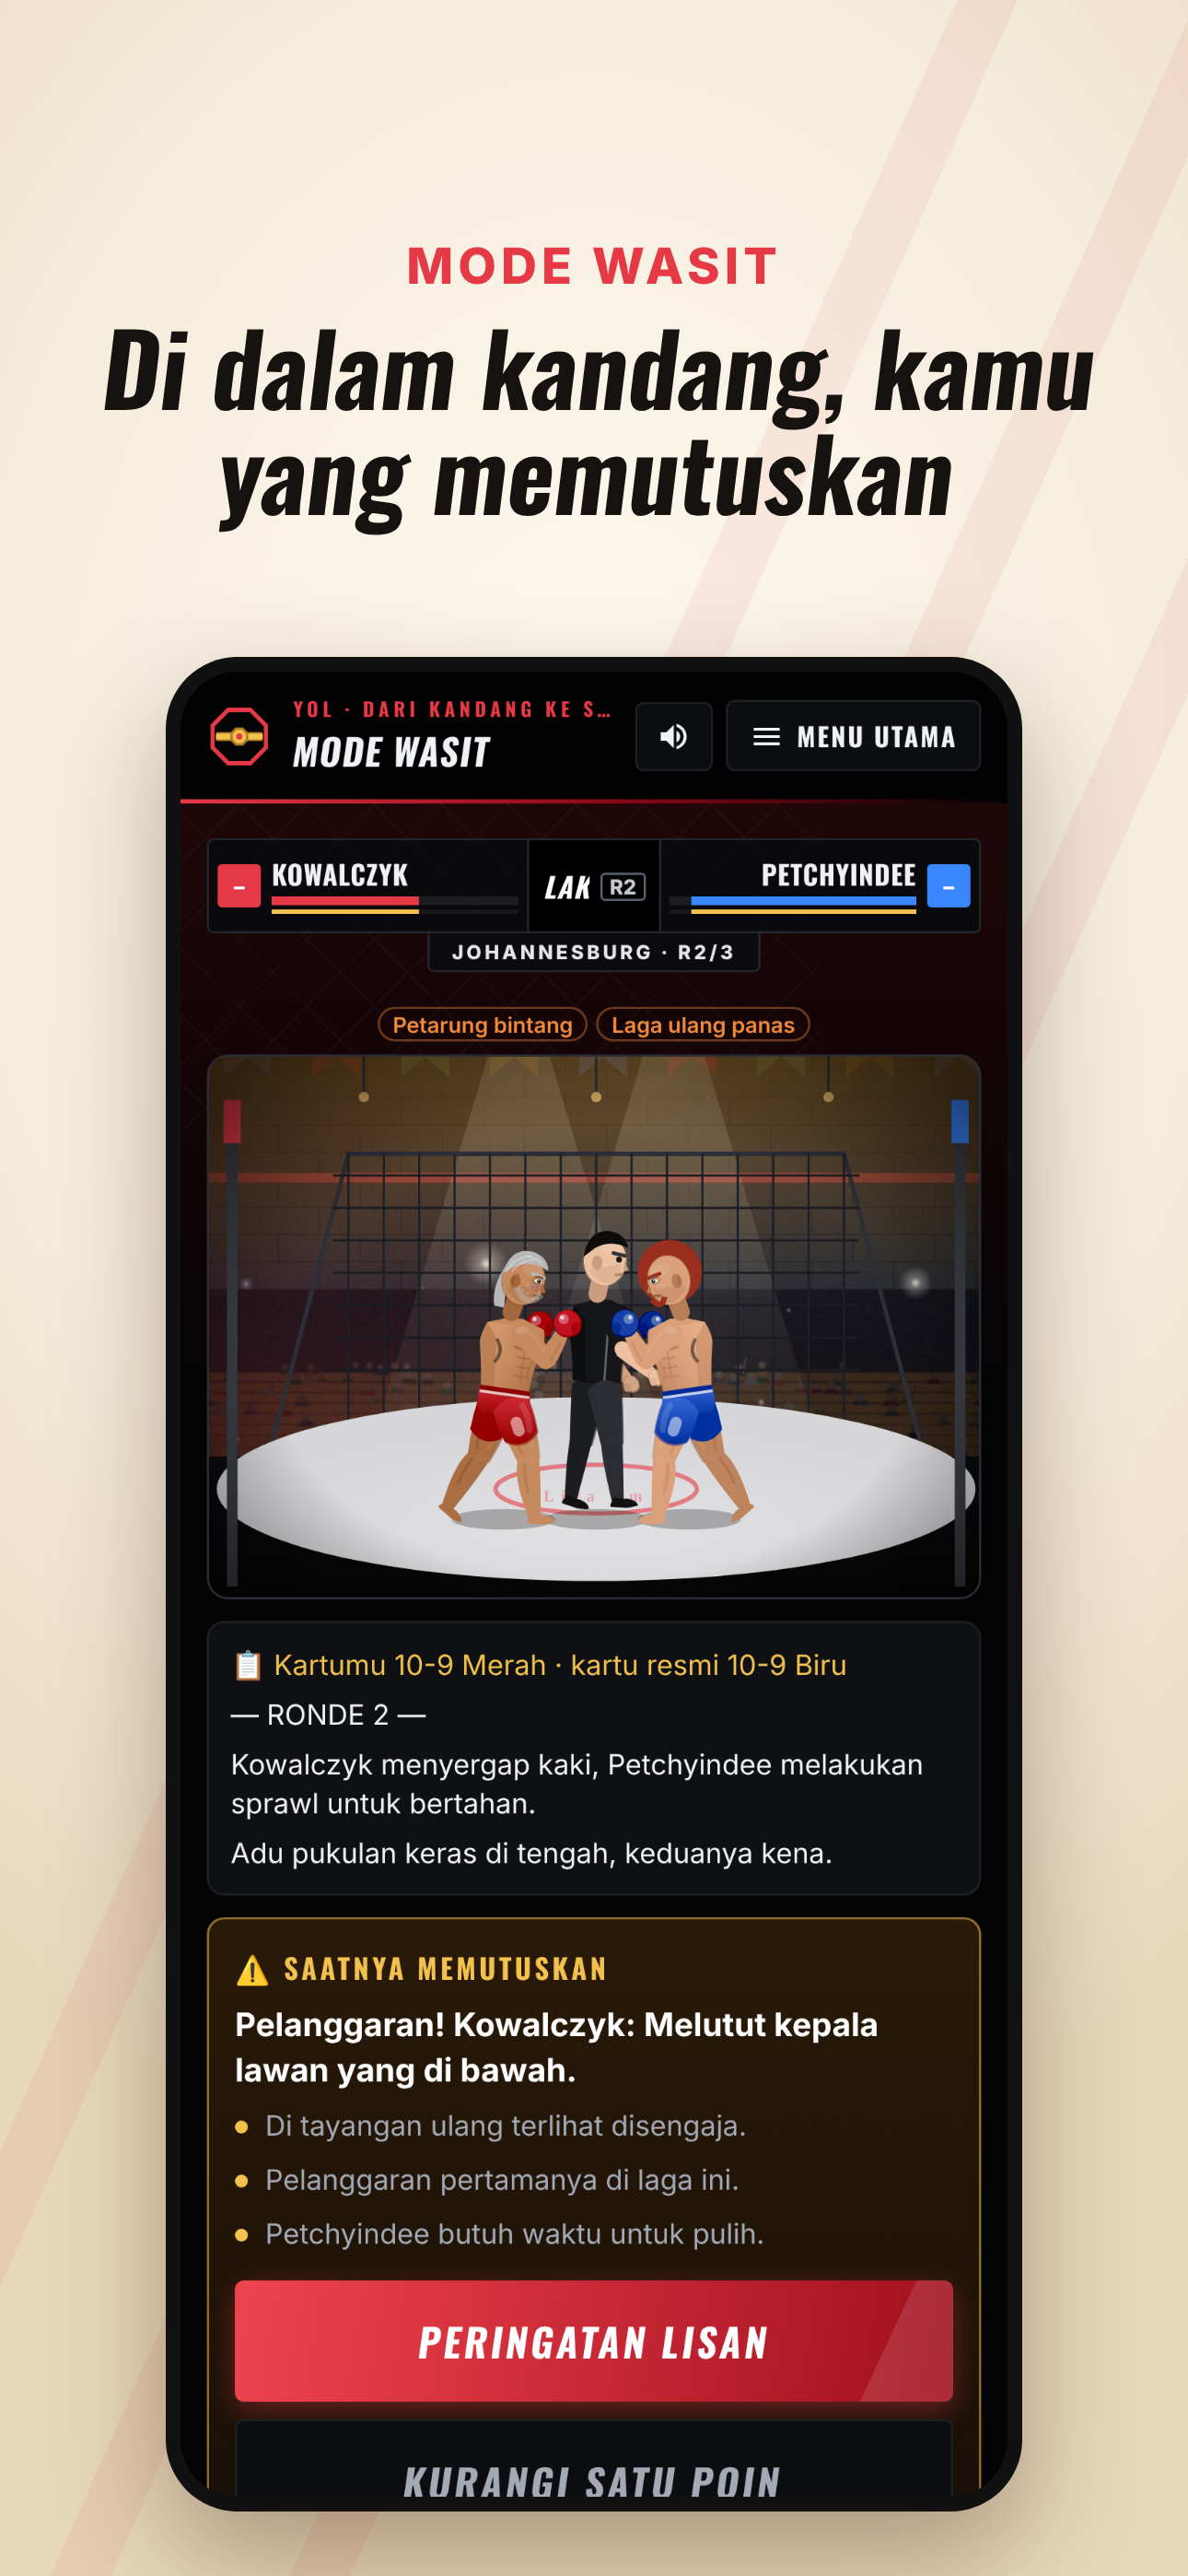 MODE WASIT
Di dalam kandang, kamu
yang memutuskan
YOL · DARI KANDANG KE S…
MODE WASIT
MENU UTAMA
KOWALCZYK
LAK R2
PETCHYINDEE
JOHANNESBURG · R2/3
Petarung bintang
Laga ulang panas
📋 Kartumu 10-9 Merah · kartu resmi 10-9 Biru
— RONDE 2 —
Kowalczyk menyergap kaki, Petchyindee melakukan
sprawl untuk bertahan.
Adu pukulan keras di tengah, keduanya kena.
⚠️ SAATNYA MEMUTUSKAN
Pelanggaran! Kowalczyk: Melutut kepala
lawan yang di bawah.
Di tayangan ulang terlihat disengaja.
Pelanggaran pertamanya di laga ini.
Petchyindee butuh waktu untuk pulih.
PERINGATAN LISAN
KURANGI SATU POIN